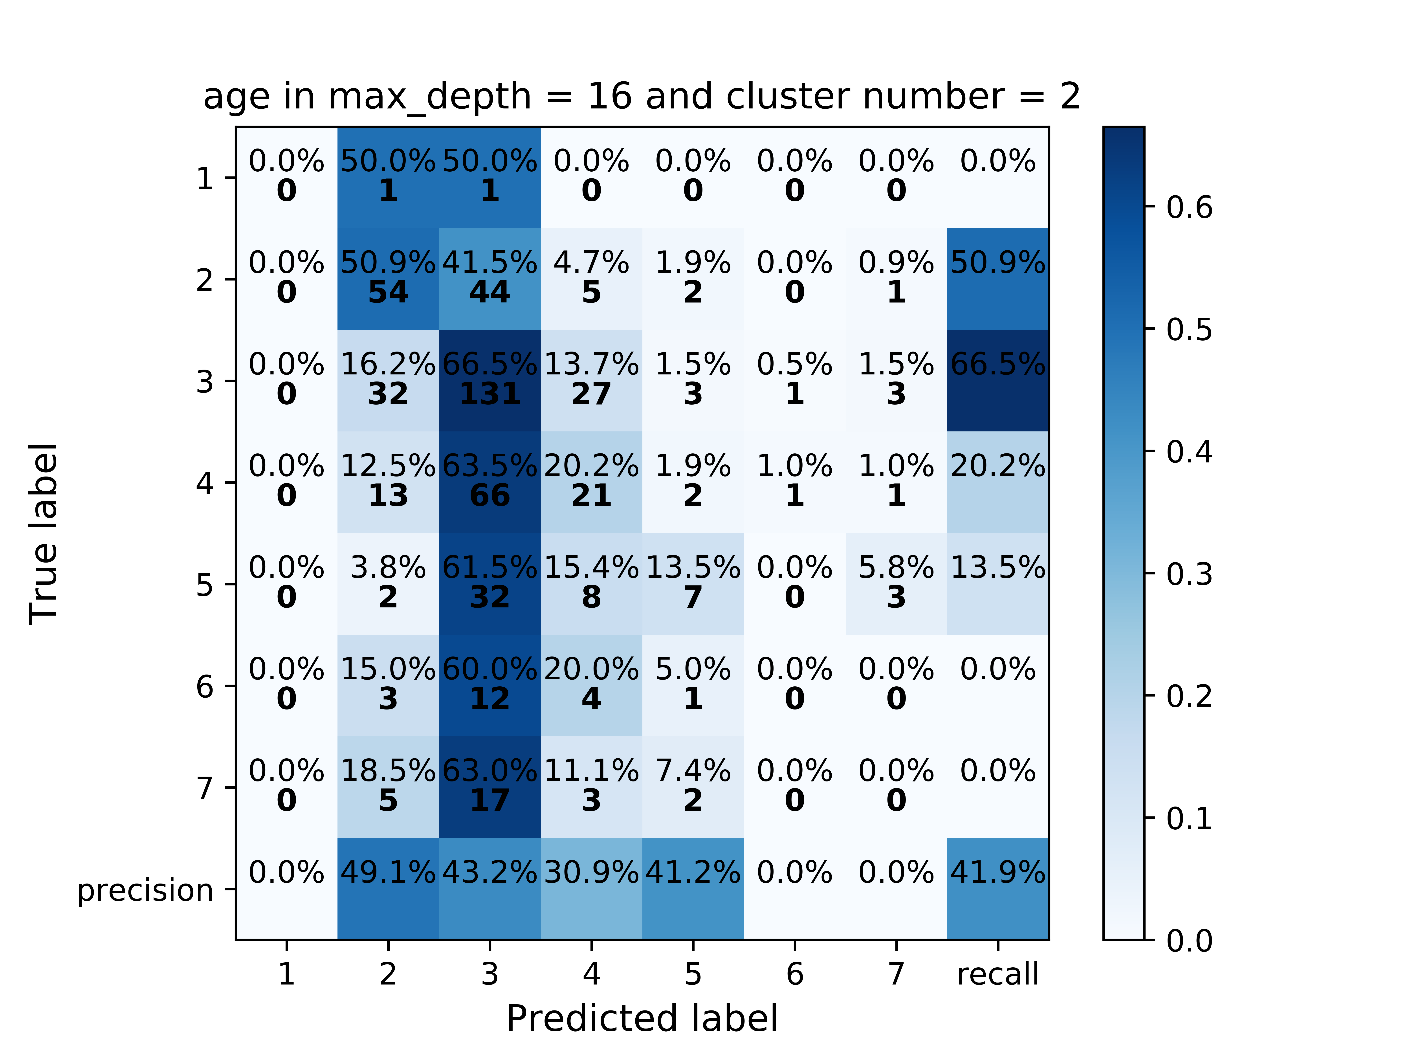 age in max_depth = 16 and cluster number = 2
0.0% 50.0% 50.0% 0.0% 0.0% 0.0% 0.0% 0.0%
1 0 1 1 0 0 0 0
0.0% 50.9% 41.5% 4.7% 1.9% 0.0% 0.9% 50.9%
2 0 54 44 5 2 0 1
0.0% 16.2% 66.5% 13.7% 1.5% 0.5% 1.5% 66.5%
3 0 32 131 27 3 1 3
0.0% 12.5% 63.5% 20.2% 1.9% 1.0% 1.0% 20.2%
4 0 13 66 21 2 1 1
0.0% 3.8% 61.5% 15.4% 13.5% 0.0% 5.8% 13.5%
5 0 2 32 8 7 0 3
0.0% 15.0% 60.0% 20.0% 5.0% 0.0% 0.0% 0.0%
6 0 3 12 4 1 0 0
0.0% 18.5% 63.0% 11.1% 7.4% 0.0% 0.0% 0.0%
7 0 5 17 3 2 0 0
precision 0.0% 49.1% 43.2% 30.9% 41.2% 0.0% 0.0% 41.9%
1 2 3 4 5 6 7 recall
Predicted label
True label
0.6
0.5
0.4
0.3
0.2
0.1
0.0